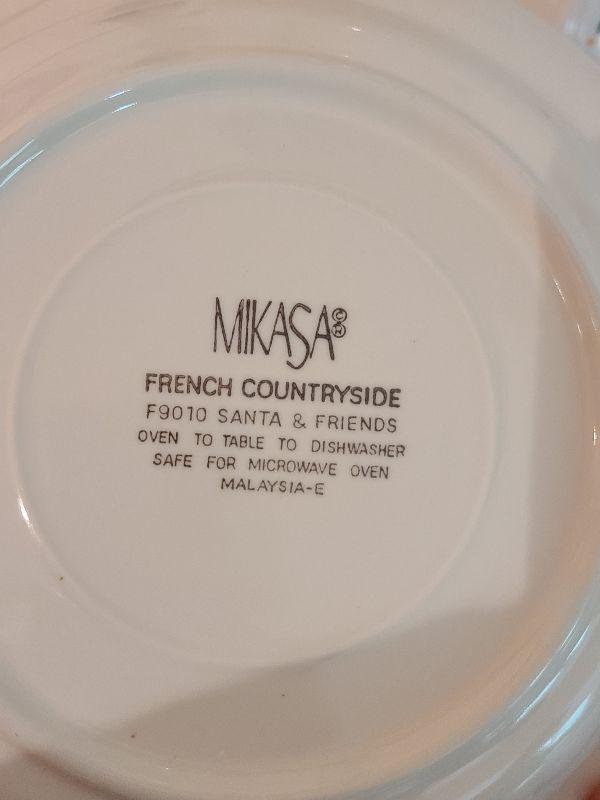 MIKASA © ®
FRENCH COUNTRYSIDE
F9010 SANTA & FRIENDS
OVEN TO TABLE TO DISHWASHER
SAFE FOR MICROWAVE OVEN
MALAYSIA-E